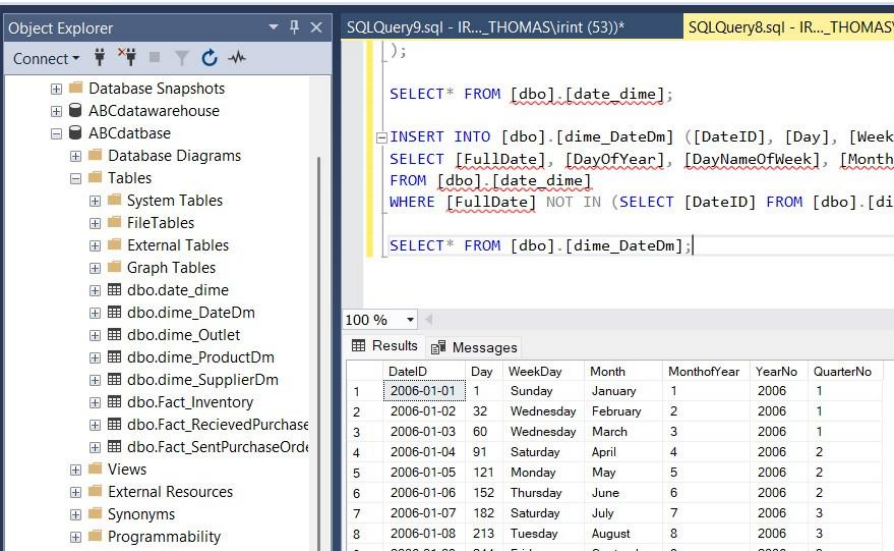 Object Explorer
Connect
Database Snapshots
ABCdatawarehouse
ABCdatbase
Database Diagrams
Tables
System Tables
FileTables
External Tables
Graph Tables
dbo.date_dime
dbo.dime_DateDm
dbo.dime_Outlet
dbo.dime_ProductDm
dbo.dime_SupplierDm
dbo.Fact_Inventory
dbo.Fact_RecievedPurchase
dbo.Fact_SentPurchaseOrde
Views
External Resources
Synonyms
Programmability
SQLQuery9.sql - IR..._THOMAS\irint (53))* SQLQuery8.sql - IR..._THOMAS\
);
SELECT* FROM [dbo].[date_dime];
INSERT INTO [dbo].[dime_DateDm] ([DateID], [Day], [Week
SELECT [FullDate], [DayOfYear], [DayNameOfWeek], [Month
FROM [dbo].[date_dime]
WHERE [FullDate] NOT IN (SELECT [DateID] FROM [dbo].[di
SELECT* FROM [dbo].[dime_DateDm];
100 %
Results Messages
DateID Day WeekDay Month MonthofYear YearNo QuarterNo
1 2006-01-01 1 Sunday January 1 2006 1
2 2006-01-02 32 Wednesday February 2 2006 1
3 2006-01-03 60 Wednesday March 3 2006 1
4 2006-01-04 91 Saturday April 4 2006 2
5 2006-01-05 121 Monday May 5 2006 2
6 2006-01-06 152 Thursday June 6 2006 2
7 2006-01-07 182 Saturday July 7 2006 3
8 2006-01-08 213 Tuesday August 8 2006 3